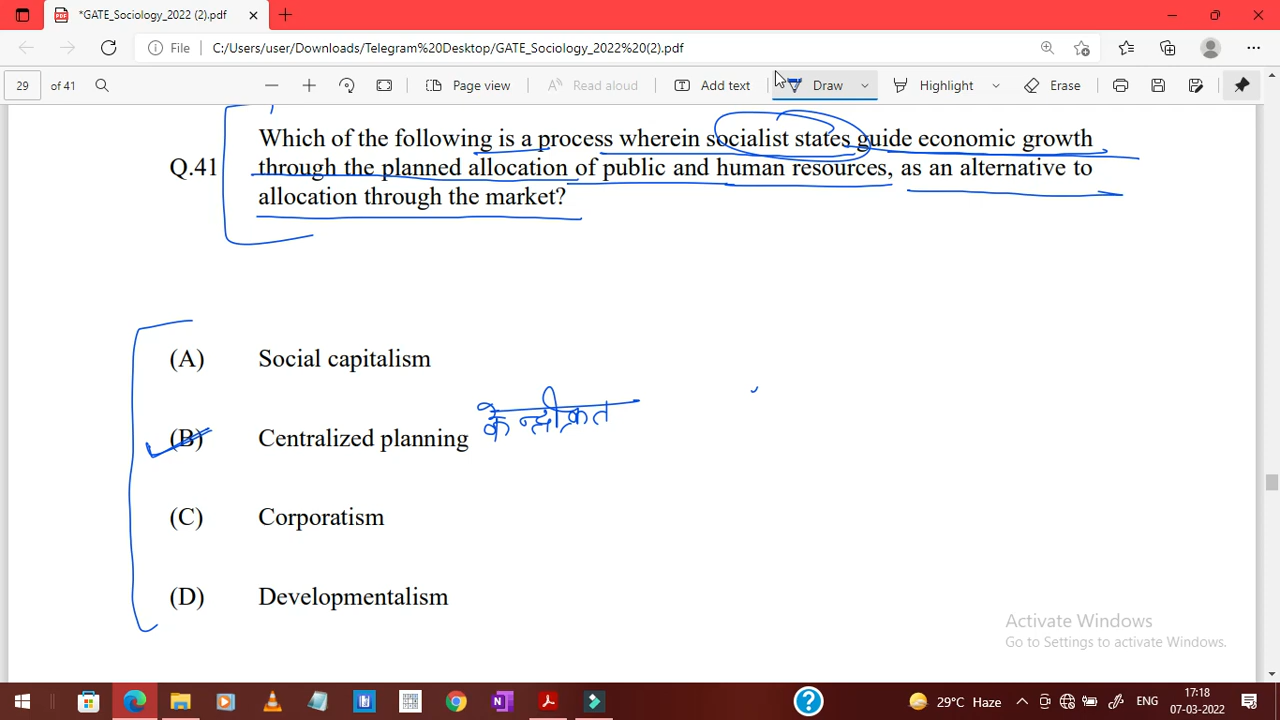 *GATE_Sociology_2022 (2).pdf
File
C:/Users/user/Downloads/Telegram%20Desktop/GATE_Sociology_2022%20(2).pdf
29 of 41
Page view
Read aloud
Add text
Draw
Highlight
Erase
Q.41
Which of the following is a process wherein socialist states guide economic growth
through the planned allocation of public and human resources, as an alternative to
allocation through the market?
(A) Social capitalism
केन्द्रीक्रत
(B) Centralized planning
(C) Corporatism
(D) Developmentalism
Activate Windows
Go to Settings to activate Windows.
29°C Haze
ENG
17:18
07-03-2022